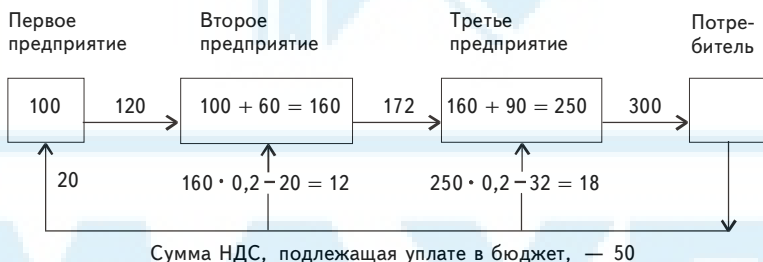 Первое предприятие
Второе предприятие
Третье предприятие
Потре-
битель
100
120
100 + 60 = 160
172
160 + 90 = 250
300
20
160 · 0,2 – 20 = 12
250 · 0,2 – 32 = 18
Сумма НДС, подлежащая уплате в бюджет, — 50